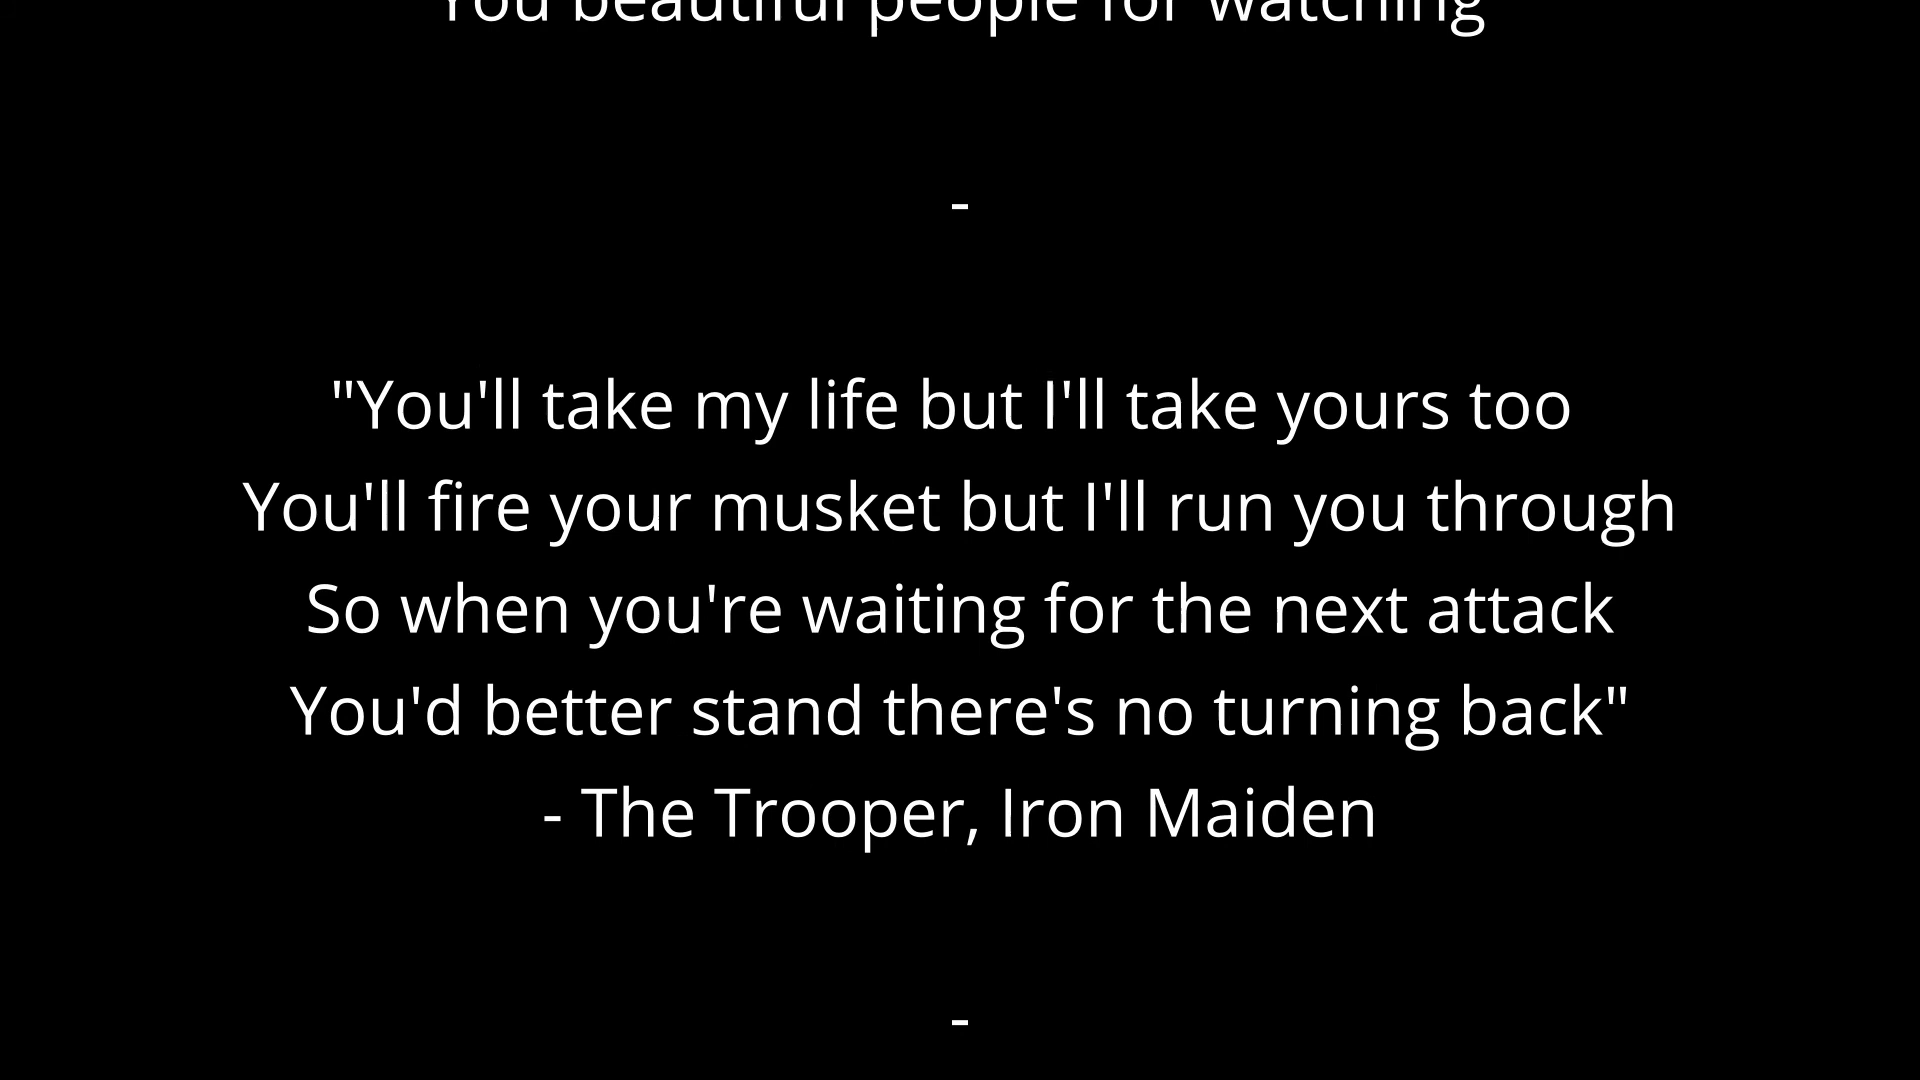 You beautiful people for watching
-
"You'll take my life but I'll take yours too
You'll fire your musket but I'll run you through
So when you're waiting for the next attack
You'd better stand there's no turning back"
- The Trooper, Iron Maiden
-